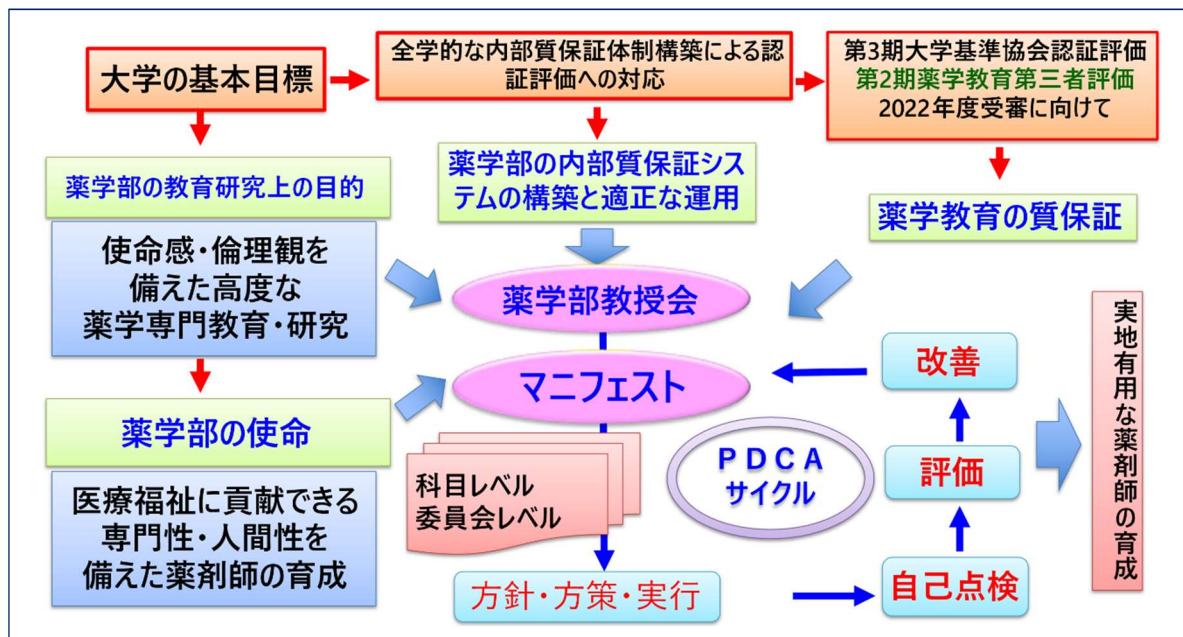 大学の基本目標
全学的な内部質保証体制構築による認
証評価への対応
第3期大学基準協会認証評価
第2期薬学教育第三者評価
2022年度受審に向けて
薬学部の教育研究上の目的
薬学部の内部質保証シス
テムの構築と適正な運用
薬学教育の質保証
使命感・倫理観を
備えた高度な
薬学専門教育・研究
薬学部教授会
マニフェスト
改善
実地有用な薬剤師の育成
薬学部の使命
科目レベル
委員会レベル
PDCA
サイクル
評価
医療福祉に貢献できる
専門性・人間性を
備えた薬剤師の育成
方針・方策・実行
自己点検